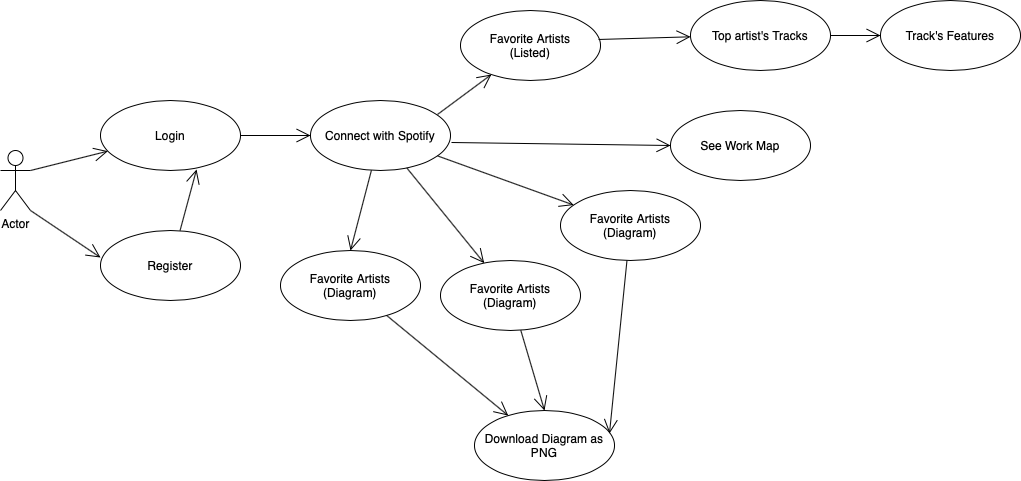 Favorite Artists
(Listed)
Top artist's Tracks
Track's Features
Login
Connect with Spotify
See Work Map
Actor
Register
Favorite Artists
(Diagram)
Favorite Artists
(Diagram)
Favorite Artists
(Diagram)
Download Diagram as
PNG